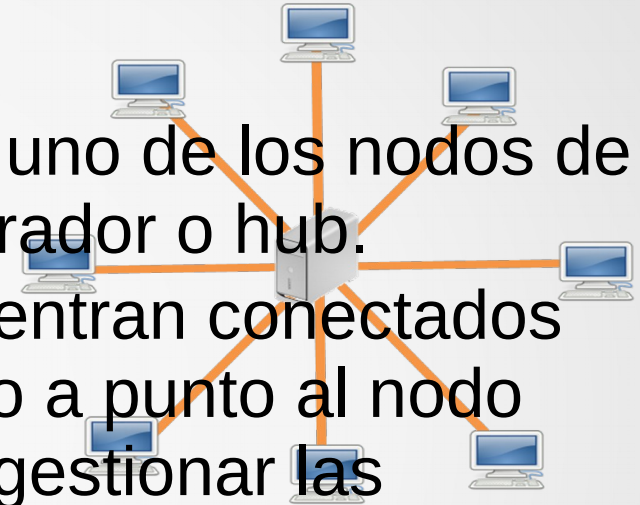 uno de los nodos de
rador o hub.
entran conectados
o a punto al nodo
gestionar las